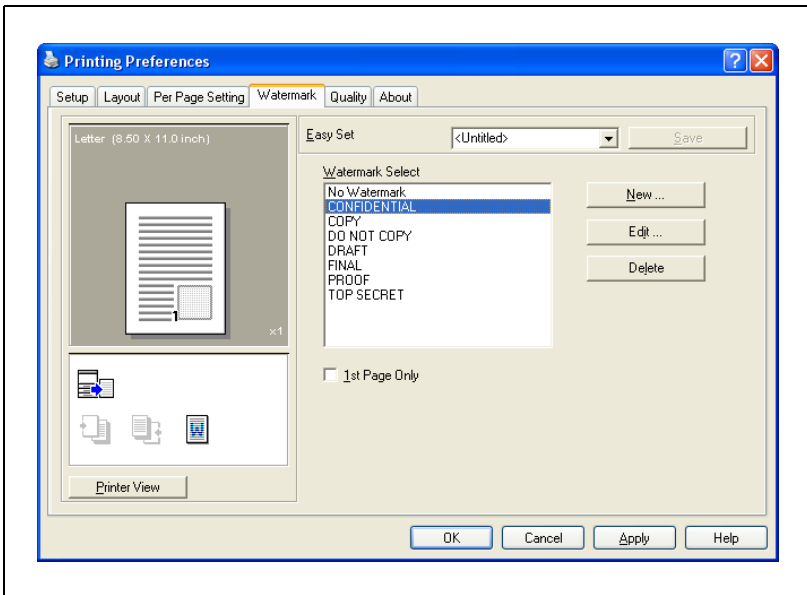 Printing Preferences
Setup Layout Per Page Setting Watermark Quality About
Letter (8.50 X 11.0 inch)
1
x1
Printer View
Easy Set <Untitled> Save
Watermark Select
No Watermark
CONFIDENTIAL
COPY
DO NOT COPY
DRAFT
FINAL
PROOF
TOP SECRET
New ...
Edit ...
Delete
1st Page Only
W
OK Cancel Apply Help